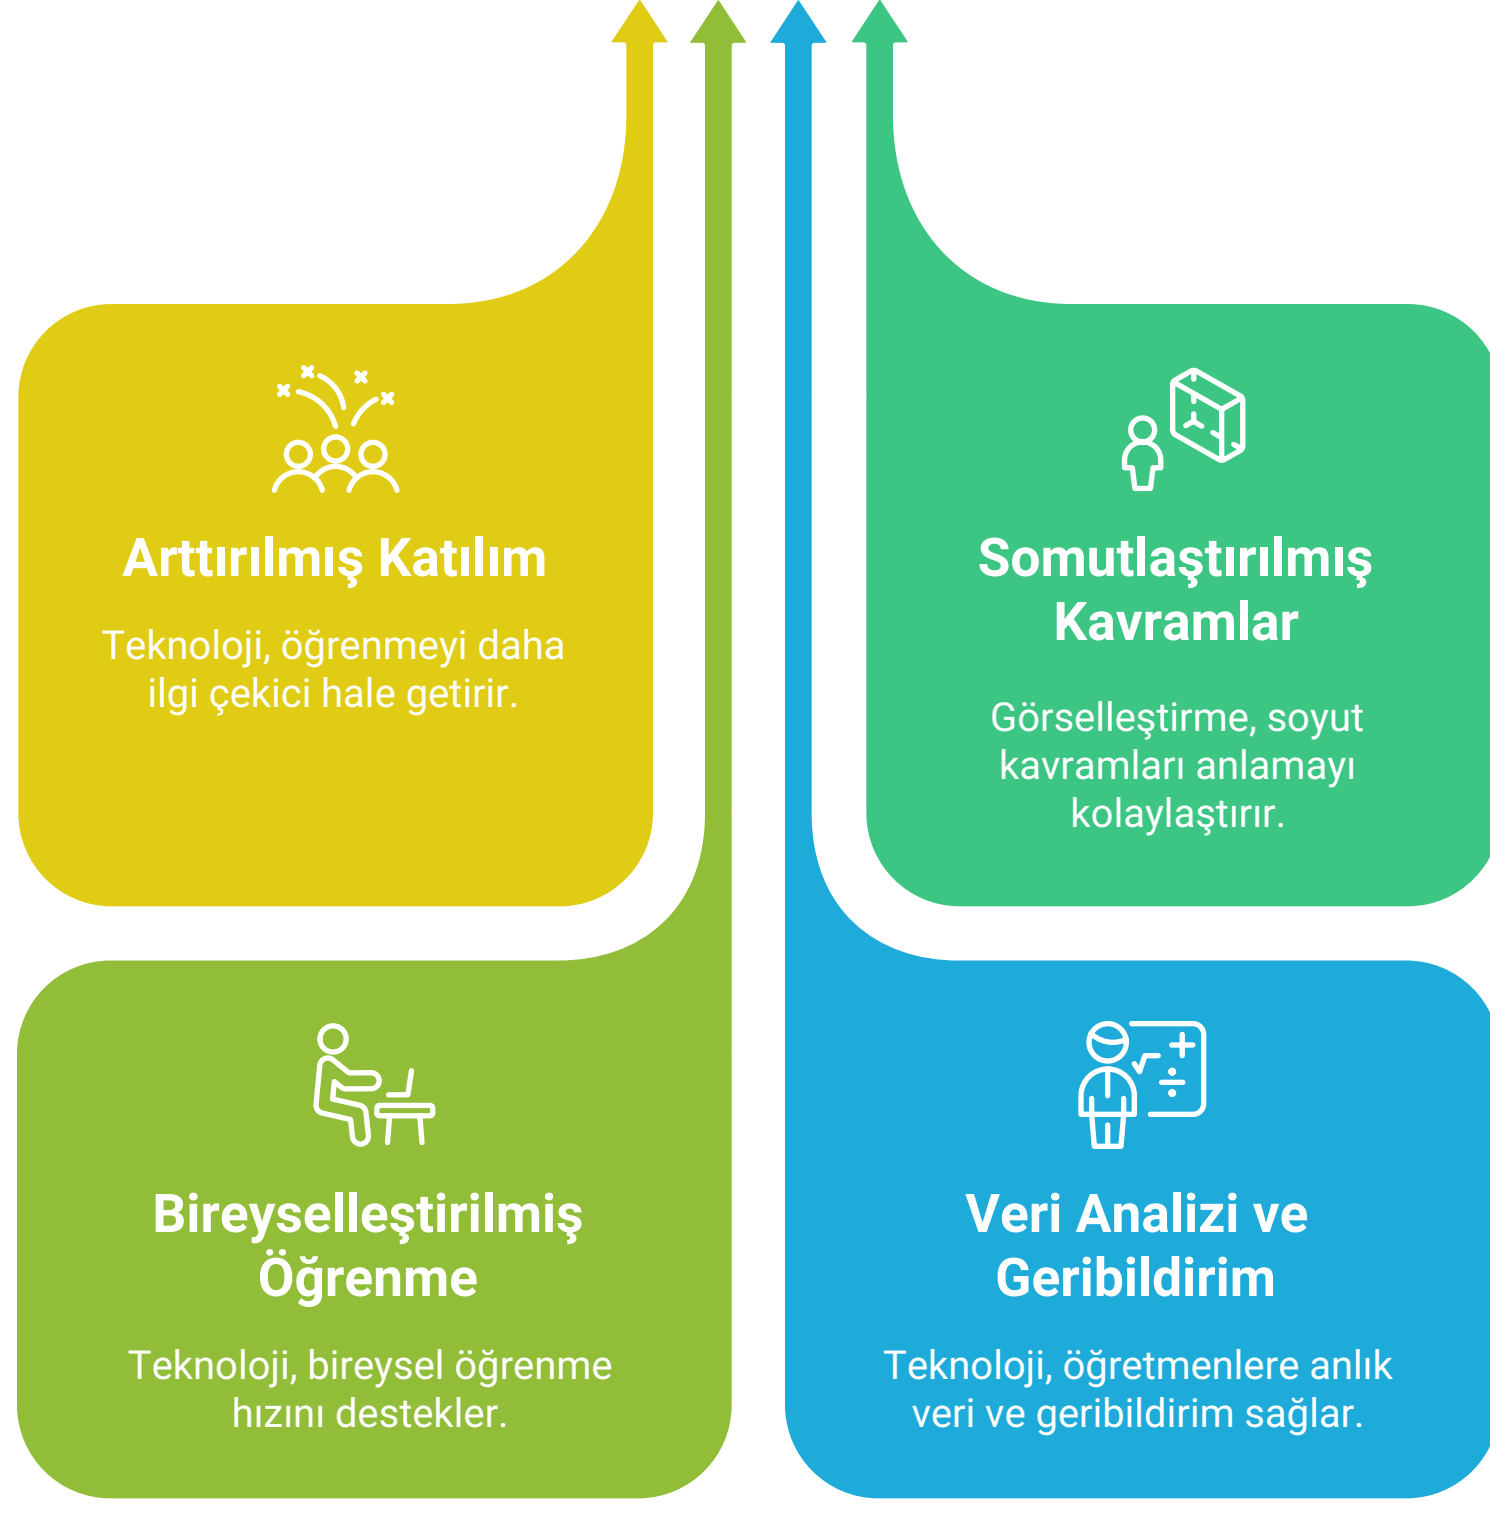 Arttırılmış Katılım
Teknoloji, öğrenmeyi daha
ilgi çekici hale getirir.
Somutlaştırılmış
Kavramlar
Görselleştirme, soyut
kavramları anlamayı
kolaylaştırır.
Bireyselleştirilmiş
Öğrenme
Teknoloji, bireysel öğrenme
hızını destekler.
Veri Analizi ve
Geribildirim
Teknoloji, öğretmenlere anlık
veri ve geribildirim sağlar.